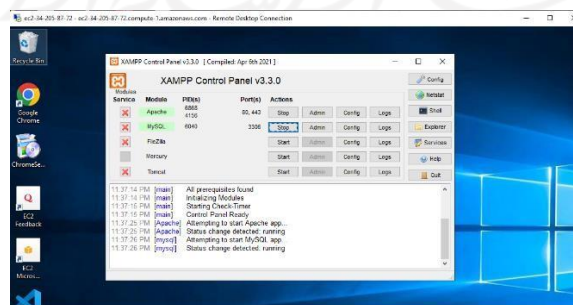 ec2-34-205-87-72 - ec2-34-205-87-72.compute-1.amazonaws.com - Remote Desktop Connection
Recycle Bin
Google
Chrome
ChromeSe...
EC2
Feedback
EC2
Micros...
XAMPP Control Panel v3.3.0 [ Compiled: Apr 6th 2021 ]
XAMPP Control Panel v3.3.0
Modules
Service Module PID(s) Port(s) Actions
Apache 6868 4156 80, 443 Stop Admin Config Logs
MySQL 6040 3306 Stop Admin Config Logs
FileZilla Start Admin Config Logs
Mercury Start Admin Config Logs
Tomcat Start Admin Config Logs
Config
Netstat
Shell
Explorer
Services
Help
Quit
11:37:14 PM [main] All prerequisites found
11:37:14 PM [main] Initializing Modules
11:37:15 PM [main] Starting Check-Timer
11:37:15 PM [main] Control Panel Ready
11:37:25 PM [Apache] Attempting to start Apache app...
11:37:25 PM [Apache] Status change detected: running
11:37:26 PM [mysql] Attempting to start MySQL app...
11:37:26 PM [mysql] Status change detected: running